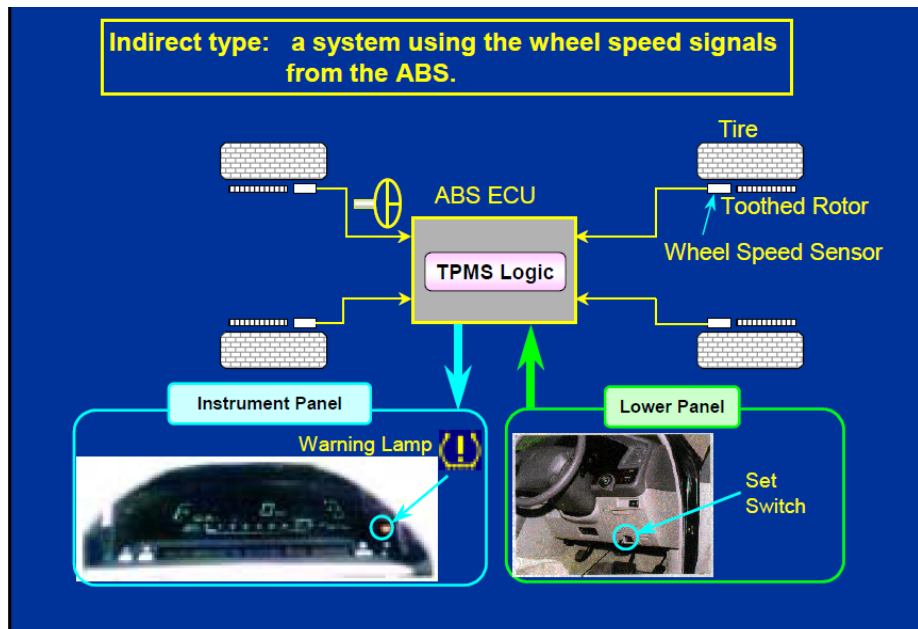 Indirect type: a system using the wheel speed signals
from the ABS.
Tire
ABS ECU
Toothed Rotor
Wheel Speed Sensor
TPMS Logic
Instrument Panel
Lower Panel
Warning Lamp
Set
Switch